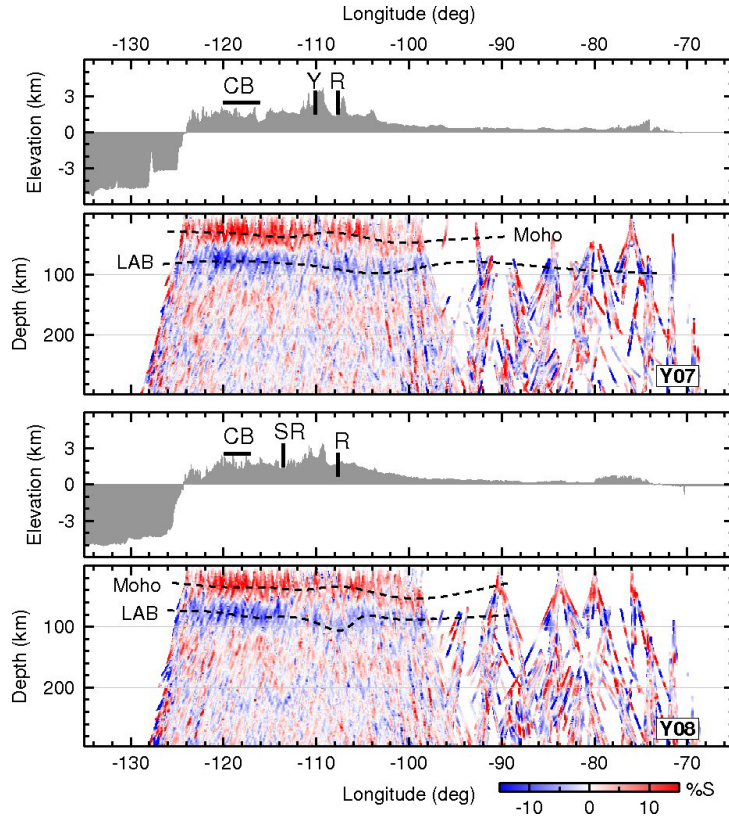 Longitude (deg)
-130 -120 -110 -100 -90 -80 -70
CB Y R
3
0
-3
Elevation (km)
Moho
LAB
100
200
Depth (km)
Y07
CB SR R
3
0
-3
Elevation (km)
Moho
LAB
100
200
Depth (km)
Y08
-130 -120 -110 -100 -90 -80 -70
Longitude (deg)
%S
-10 0 10